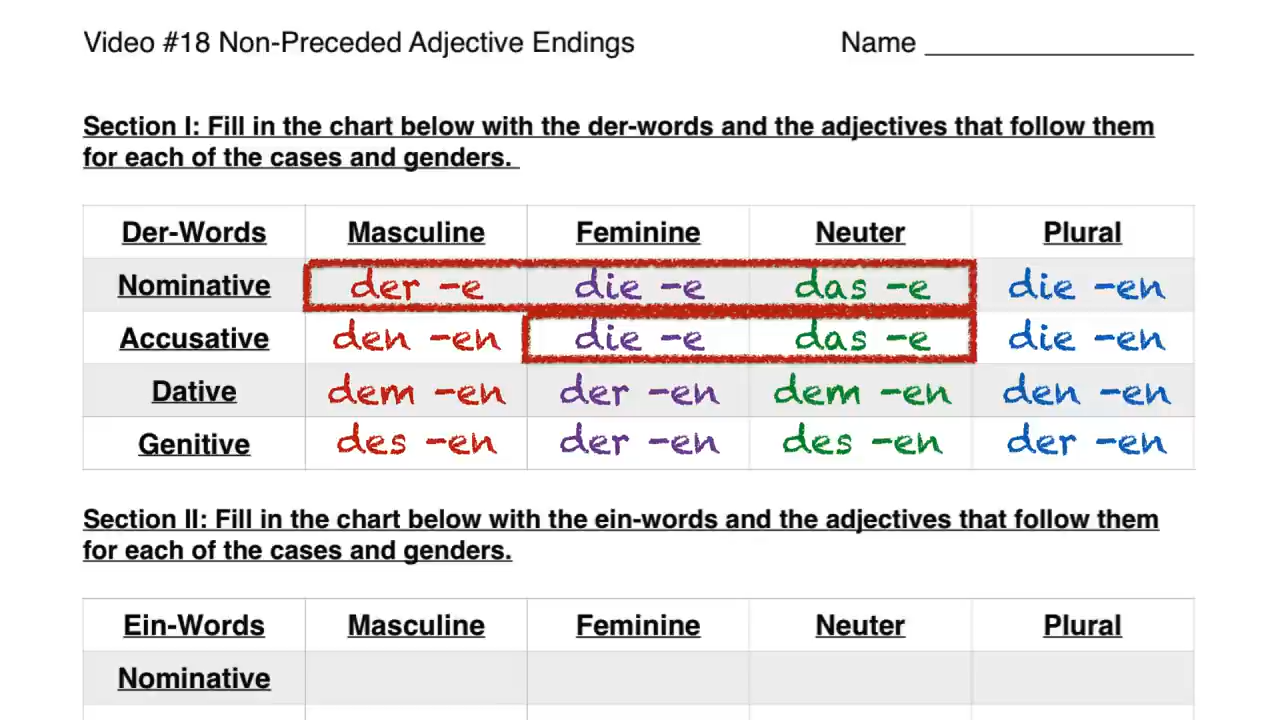 Video #18 Non-Preceded Adjective Endings Name
Section I: Fill in the chart below with the der-words and the adjectives that follow them
for each of the cases and genders.
Der-Words Masculine Feminine Neuter Plural
Nominative der -e die -e das -e die -en
Accusative den -en die -e das -e die -en
Dative dem -en der -en dem -en den -en
Genitive des -en der -en des -en der -en
Section II: Fill in the chart below with the ein-words and the adjectives that follow them
for each of the cases and genders.
Ein-Words Masculine Feminine Neuter Plural
Nominative